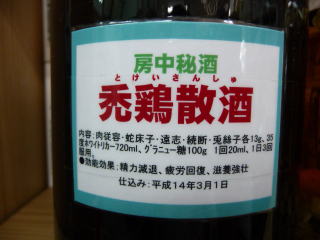 房中秘酒
とけいさんしゅ
禿鶏散酒
内容:肉従容・蛇床子・遠志・続断・兎絲子各13g、35
度ホワイトリカー720ml、グラニュー糖100g 1回20ml、1日3回
服用。
●効能効果:精力減退、疲労回復、滋養強壮
仕込み:平成14年3月1日